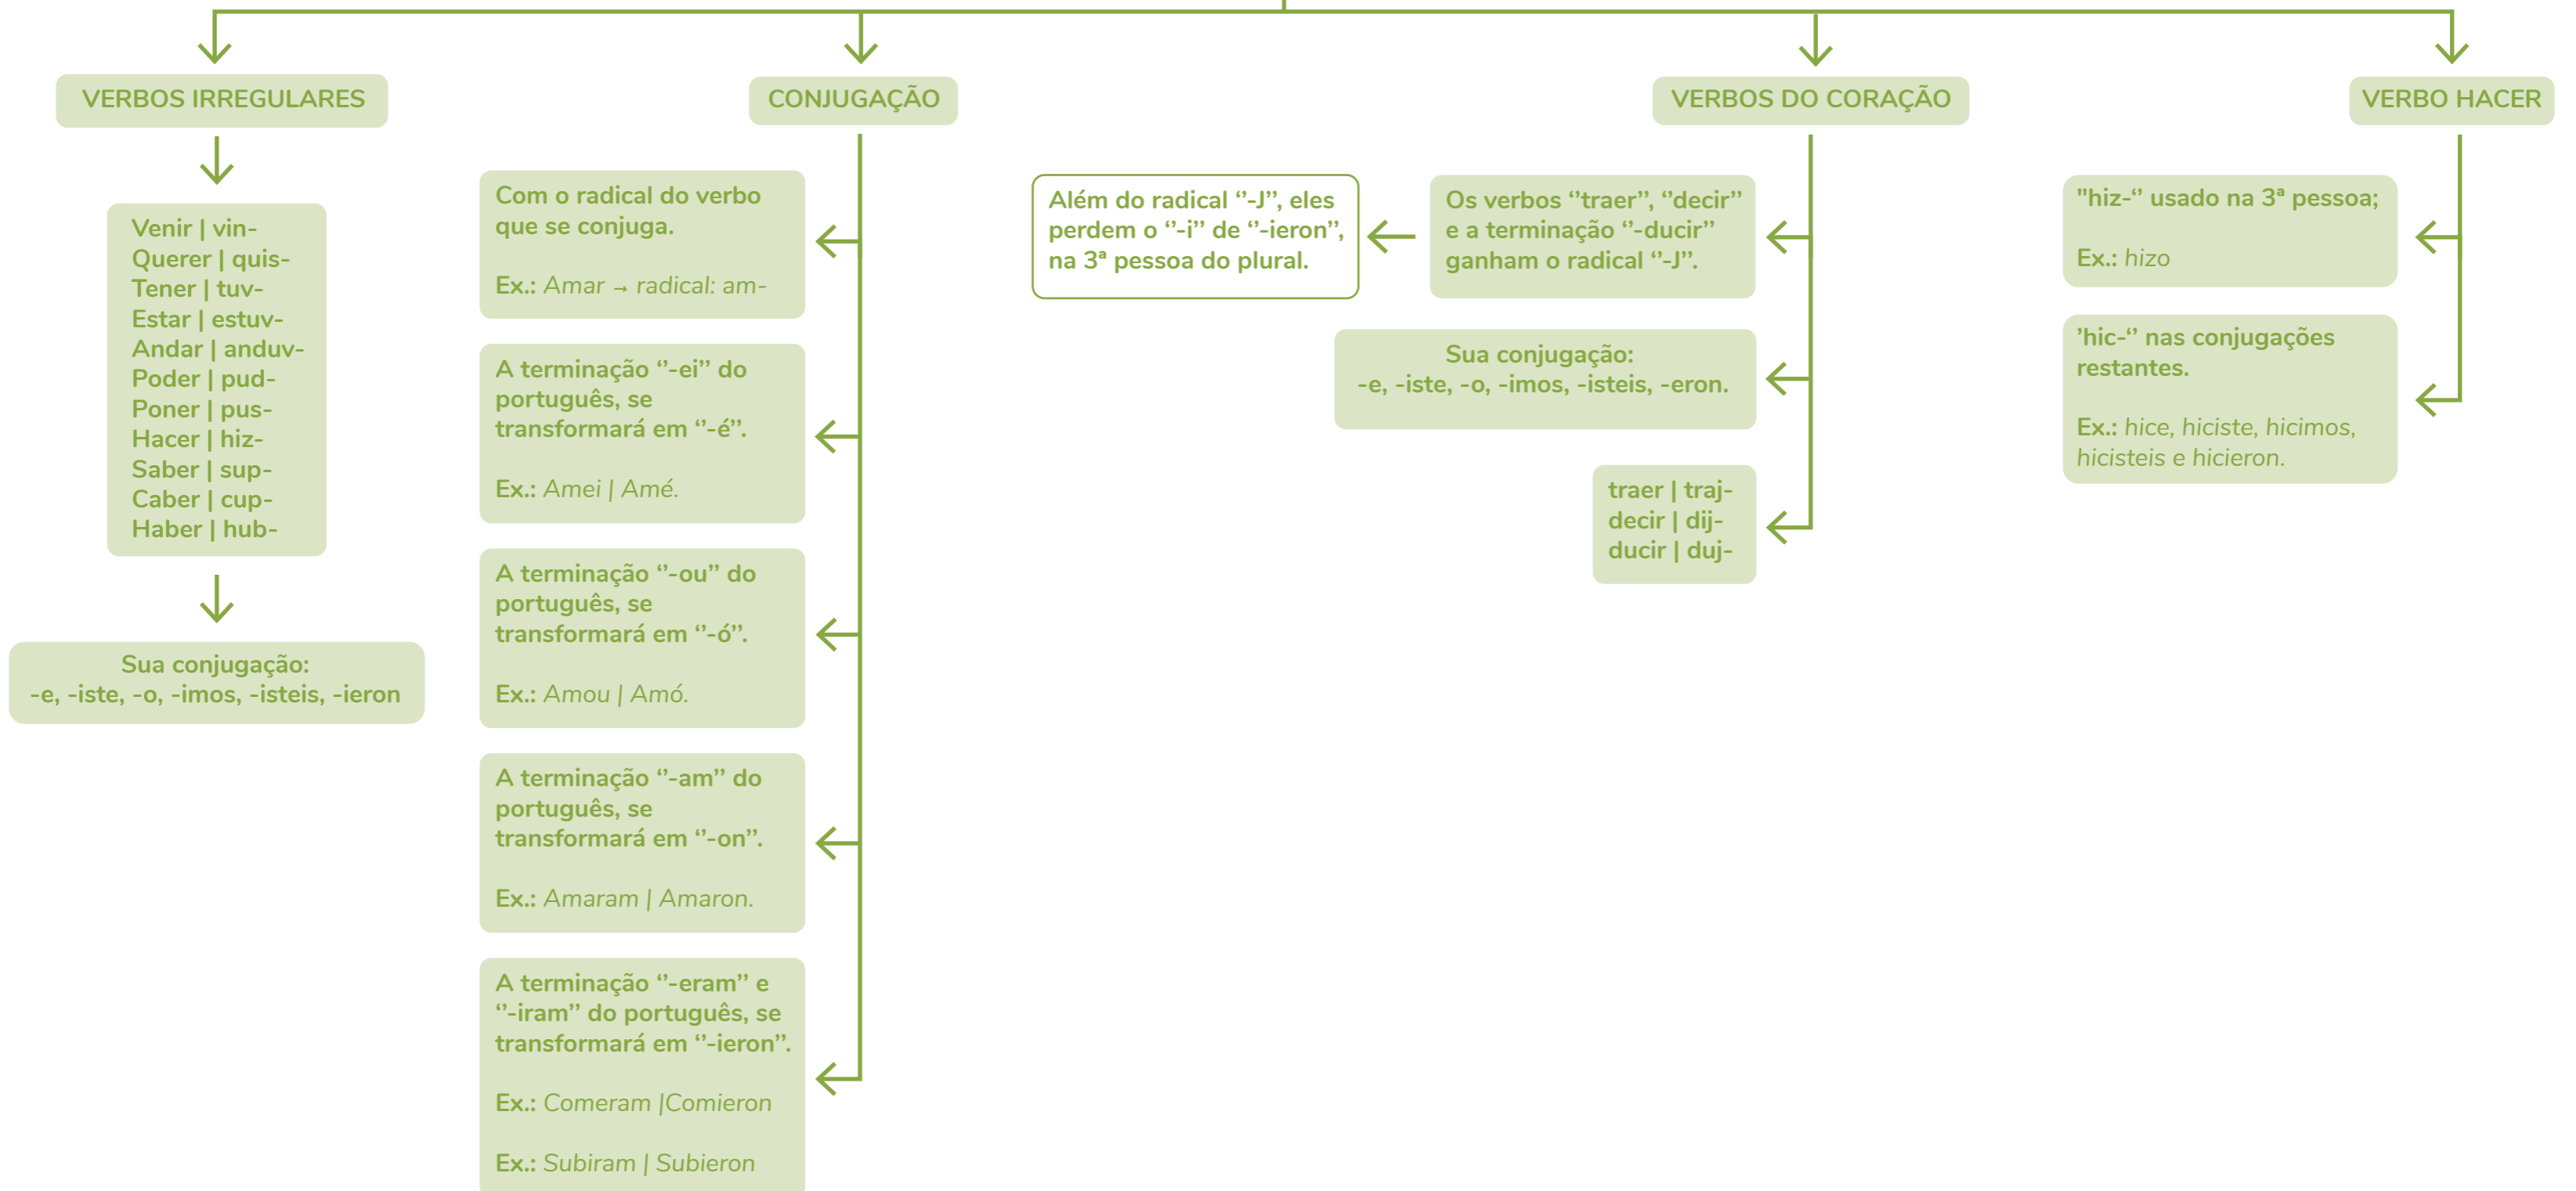 VERBOS IRREGULARES
Venir | vin-
Querer | quis-
Tener | tuv-
Estar | estuv-
Andar | anduv-
Poder | pud-
Poner | pus-
Hacer | hiz-
Saber | sup-
Caber | cup-
Haber | hub-
Sua conjugação:
-e, -iste, -o, -imos, -isteis, -ieron
CONJUGAÇÃO
Com o radical do verbo
que se conjuga.
Ex.: Amar → radical: am-
A terminação ‘’-ei’’ do
português, se
transformará em ‘’-é’’.
Ex.: Amei | Amé.
A terminação ‘’-ou’’ do
português, se
transformará em ‘’-ó’’.
Ex.: Amou | Amó.
A terminação ‘’-am’’ do
português, se
transformará em ‘’-on’’.
Ex.: Amaram | Amaron.
A terminação ‘’-eram’’ e
‘’-iram’’ do português, se
transformará em ‘’-ieron’’.
Ex.: Comeram |Comieron
Ex.: Subiram | Subieron
VERBOS DO CORAÇÃO
Os verbos ‘’traer’’, ‘’decir’’
e a terminação ‘’-ducir’’
ganham o radical ‘’-J’’.
Além do radical ‘’-J’’, eles
perdem o ‘’-i’’ de ‘’-ieron’’,
na 3ª pessoa do plural.
Sua conjugação:
-e, -iste, -o, -imos, -isteis, -eron.
traer | traj-
decir | dij-
ducir | duj-
VERBO HACER
"hiz-‘’ usado na 3ª pessoa;
Ex.: hizo
’hic-‘’ nas conjugações
restantes.
Ex.: hice, hiciste, hicimos,
hicisteis e hicieron.